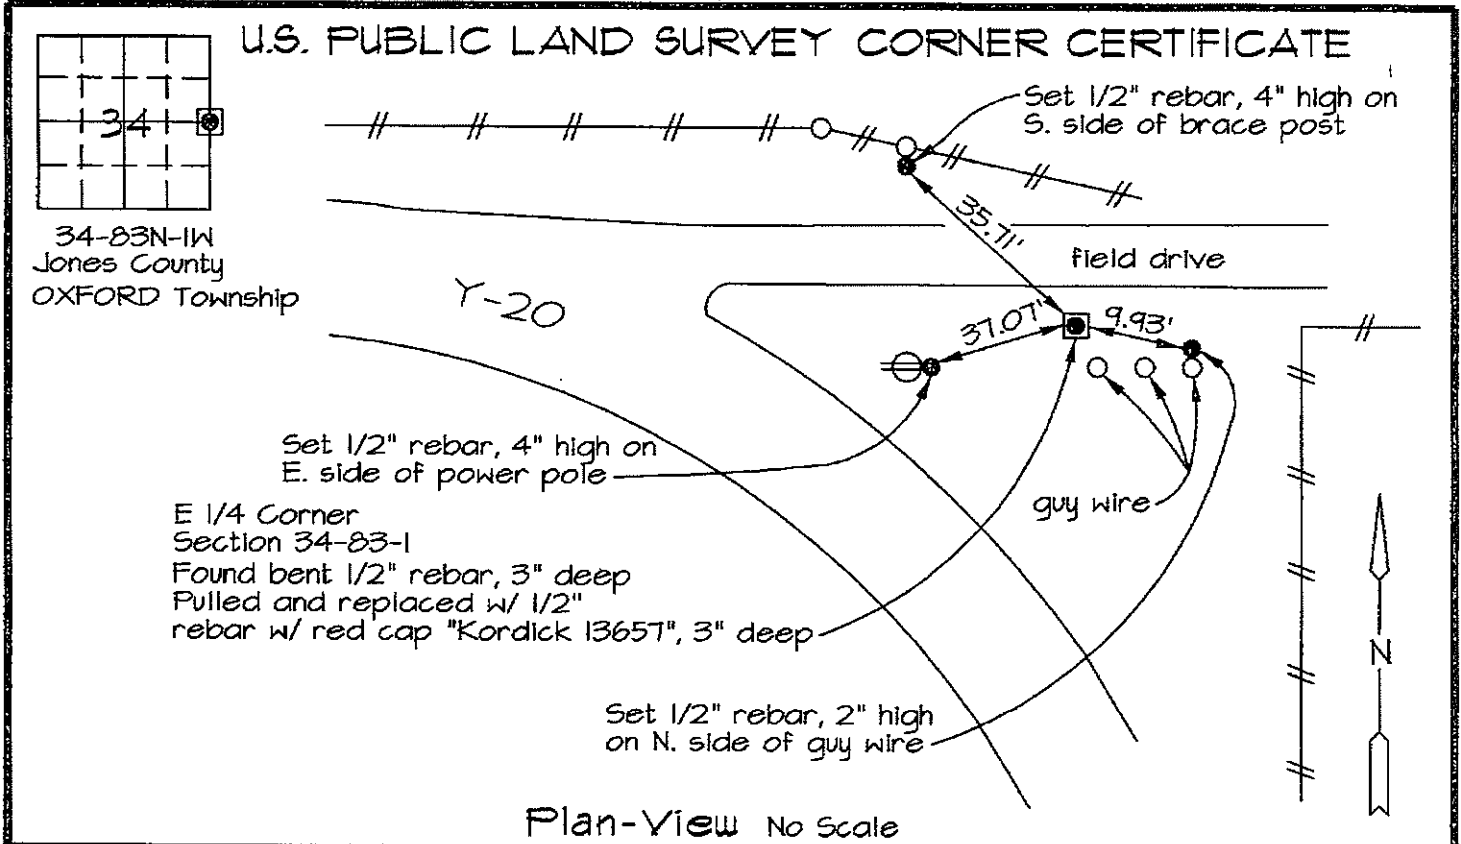 U.S. PUBLIC LAND SURVEY CORNER CERTIFICATE
34
34-83N-1W
Jones County
OXFORD Township
Set 1/2" rebar, 4" high on
S. side of brace post
35.71'
field drive
Y-20
37.07'
9.93'
Set 1/2" rebar, 4" high on
E. side of power pole
guy wire
E 1/4 Corner
Section 34-83-1
Found bent 1/2" rebar, 3" deep
Pulled and replaced w/ 1/2"
rebar w/ red cap "Kordick 13657", 3" deep
N
Set 1/2" rebar, 2" high
on N. side of guy wire
Plan-View No Scale